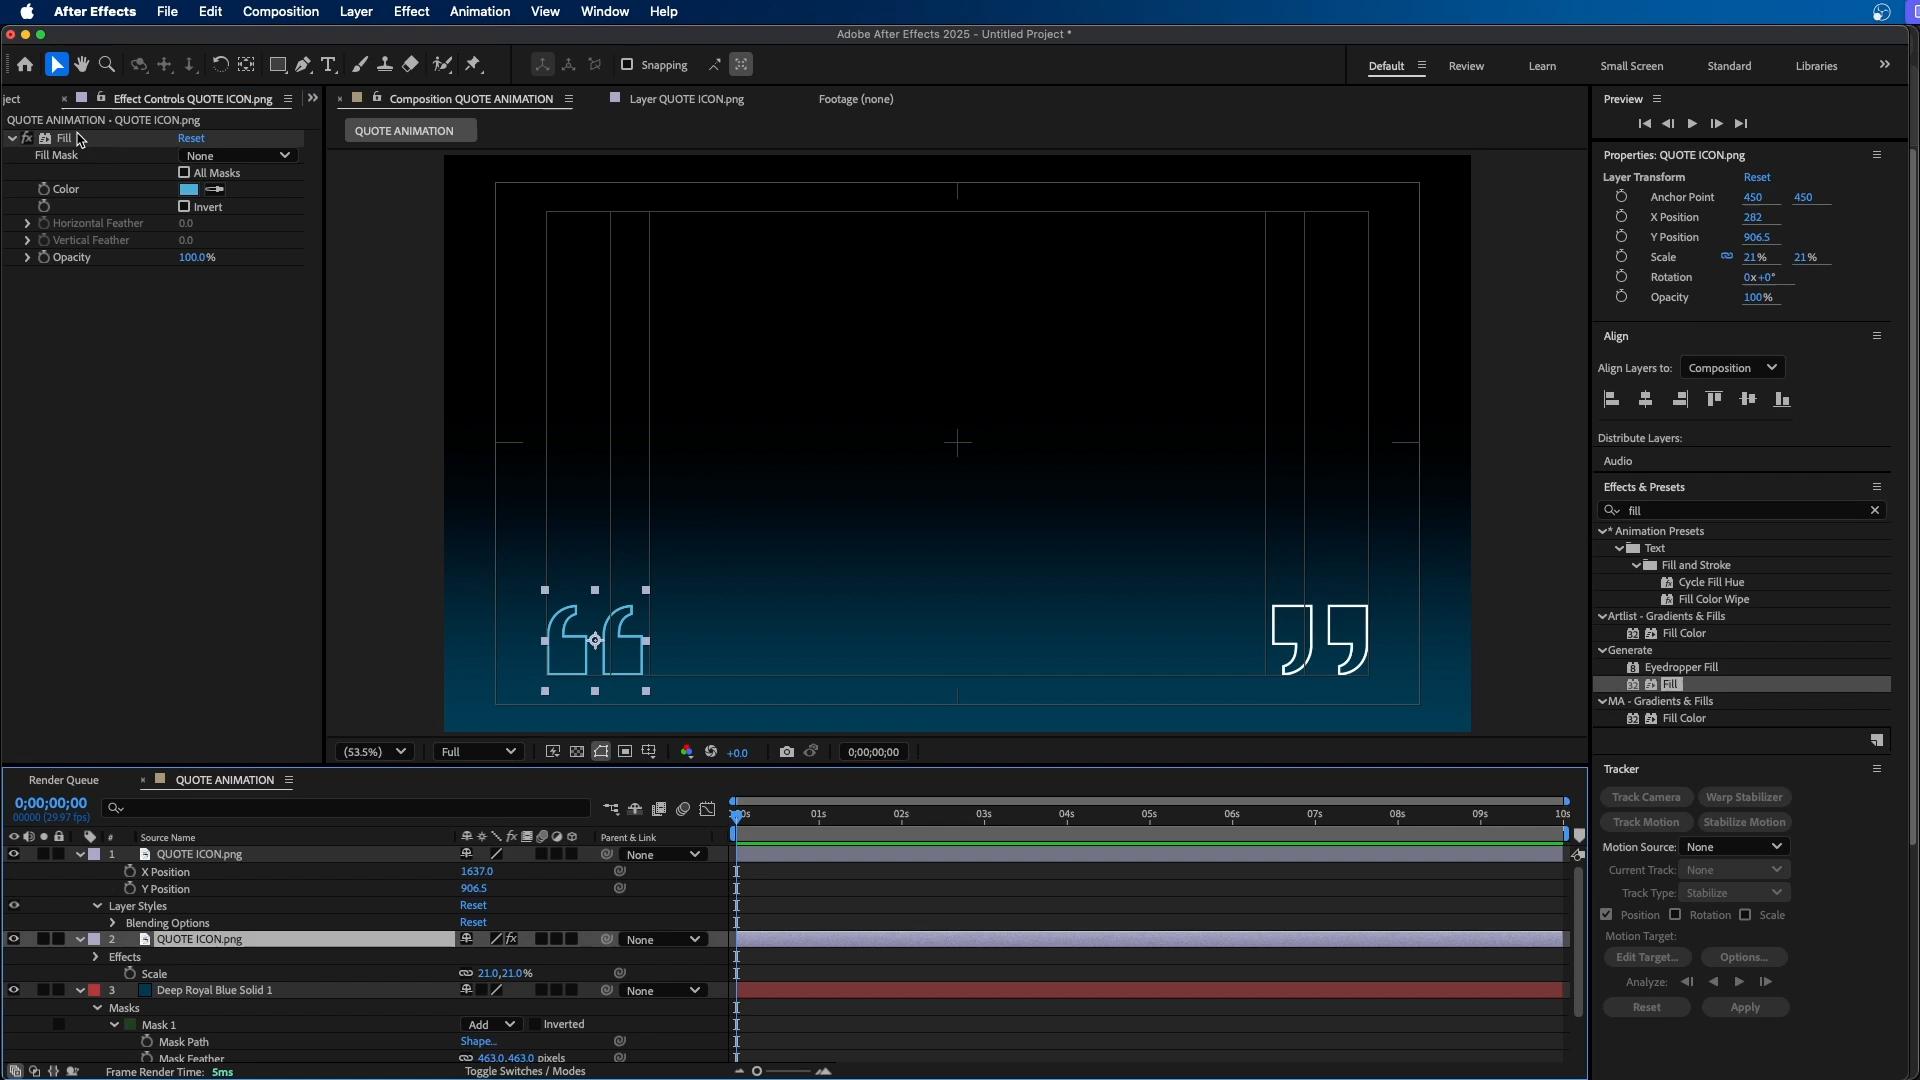 After Effects File Edit Composition Layer Effect Animation View Window Help
Adobe After Effects 2025 - Untitled Project *
Snapping
Default Review Learn Small Screen Standard Libraries
ject Effect Controls QUOTE ICON.png
QUOTE ANIMATION • QUOTE ICON.png
fx Fill Reset
Fill Mask None
All Masks
Color
Invert
Horizontal Feather 0.0
Vertical Feather 0.0
Opacity 100.0%
Composition QUOTE ANIMATION Layer QUOTE ICON.png Footage (none)
QUOTE ANIMATION
(53.5%) Full +0.0 0;00;00;00
Preview
Properties: QUOTE ICON.png
Layer Transform Reset
Anchor Point 450 450
X Position 282
Y Position 906.5
Scale 21% 21%
Rotation 0x+0°
Opacity 100%
Align
Align Layers to: Composition
Distribute Layers:
Audio
Effects & Presets
fill
* Animation Presets
Text
Fill and Stroke
Cycle Fill Hue
Fill Color Wipe
Artlist - Gradients & Fills
32 Fill Color
Generate
8 Eyedropper Fill
32 Fill
MA - Gradients & Fills
32 Fill Color
Tracker
Track Camera Warp Stabilizer
Track Motion Stabilize Motion
Motion Source: None
Current Track: None
Track Type: Stabilize
Position Rotation Scale
Motion Target:
Edit Target... Options...
Analyze:
Reset Apply
Render Queue QUOTE ANIMATION
0;00;00;00
00000 (29.97 fps)
# Source Name fx Parent & Link
01s 02s 03s 04s 05s 06s 07s 08s 09s 10s
1 QUOTE ICON.png None
X Position 1637.0
Y Position 906.5
Layer Styles Reset
Blending Options Reset
2 QUOTE ICON.png fx None
Effects
Scale 21.0,21.0%
3 Deep Royal Blue Solid 1 None
Masks
Mask 1 Add Inverted
Mask Path Shape...
Mask Feather 463.0,463.0 pixels
Frame Render Time: 5ms Toggle Switches / Modes